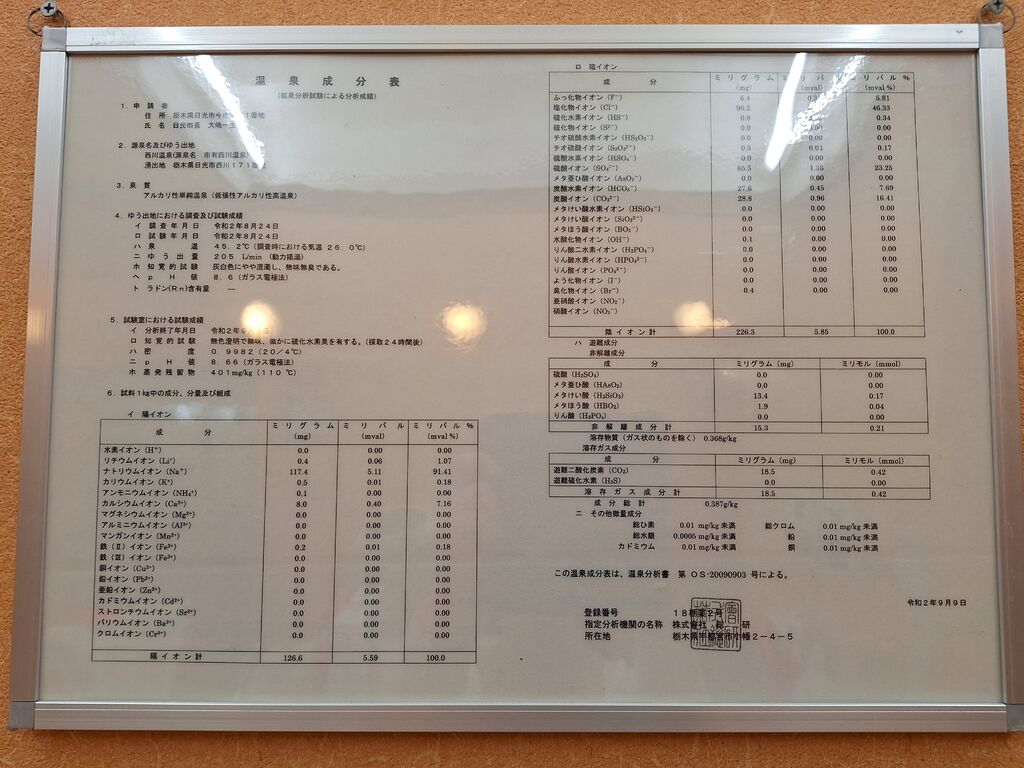 温泉成分表
(鉱泉分析試験による分析成績)
1. 申請者
住所 栃木県日光市今市 1番地
氏名 日光市長 大嶋一生
2. 源泉名及びゆう出地
西川温泉(源泉名 市有西川温泉)
湧出地 栃木県日光市西川171番地
3. 泉質
アルカリ性単純温泉(低張性アルカリ性高温泉)
4. ゆう出地における調査及び試験成績
イ 調査年月日 令和2年8月24日
ロ 試験年月日 令和2年8月24日
ハ 泉温 45.2℃(調査時における気温 26.0℃)
ニ ゆう出量 205 L/min (動力揚湯)
ホ 知覚的試験 灰白色にやや混濁し、無味無臭である。
ヘ pH値 8.6(ガラス電極法)
ト ラドン(Rn)含有量 ―
5. 試験室における試験成績
イ 分析終了年月日 令和2年9月 日
ロ 知覚的試験 無色澄明で無味、微かに硫化水素臭を有する。(採取24時間後)
ハ 密度 0.9982(20/4℃)
ニ pH値 8.66(ガラス電極法)
ホ 蒸発残留物 401mg/kg(110℃)
6. 試料1kg中の成分、分量及び組成
イ 陽イオン
成分 ミリグラム(mg) ミリバル(mval) ミリバル%(mval%)
水素イオン(H⁺) 0.0 0.00 0.00
リチウムイオン(Li⁺) 0.4 0.06 1.07
ナトリウムイオン(Na⁺) 117.4 5.11 91.41
カリウムイオン(K⁺) 0.5 0.01 0.18
アンモニウムイオン(NH₄⁺) 0.1 0.00 0.00
カルシウムイオン(Ca²⁺) 8.0 0.40 7.16
マグネシウムイオン(Mg²⁺) 0.0 0.00 0.00
アルミニウムイオン(Al³⁺) 0.0 0.00 0.00
マンガンイオン(Mn²⁺) 0.0 0.00 0.00
鉄(Ⅱ)イオン(Fe²⁺) 0.2 0.01 0.18
鉄(Ⅲ)イオン(Fe³⁺) 0.0 0.00 0.00
銅イオン(Cu²⁺) 0.0 0.00 0.00
鉛イオン(Pb²⁺) 0.0 0.00 0.00
亜鉛イオン(Zn²⁺) 0.0 0.00 0.00
カドミウムイオン(Cd²⁺) 0.0 0.00 0.00
ストロンチウムイオン(Sr²⁺) 0.0 0.00 0.00
バリウムイオン(Ba²⁺) 0.0 0.00 0.00
クロムイオン(Cr³⁺) 0.0 0.00 0.00
陽イオン計 126.6 5.59 100.0
ロ 陰イオン
成分 ミリグラム(mg) ミリバル(mval) ミリバル%(mval%)
ふっ化物イオン(F⁻) 6.4 5.81
塩化物イオン(Cl⁻) 96.2 46.33
硫化水素イオン(HS⁻) 0.8 0.34
硫化物イオン(S²⁻) 0.0 0.00 0.00
チオ硫酸水素イオン(HS₂O₃⁻) 0.0 0.00 0.00
チオ硫酸イオン(S₂O₃²⁻) 0.5 0.01 0.17
硫酸水素イオン(HSO₄⁻) 0.0 0.00 0.00
硫酸イオン(SO₄²⁻) 65.5 1.36 23.25
メタ亜ひ酸イオン(AsO₂⁻) 0.0 0.00 0.00
炭酸水素イオン(HCO₃⁻) 27.6 0.45 7.69
炭酸イオン(CO₃²⁻) 28.8 0.96 16.41
メタけい酸水素イオン(HSiO₃⁻) 0.0 0.00 0.00
メタけい酸イオン(SiO₃²⁻) 0.0 0.00 0.00
メタほう酸イオン(BO₂⁻) 0.0 0.00 0.00
水酸化物イオン(OH⁻) 0.1 0.00 0.00
りん酸二水素イオン(H₂PO₄⁻) 0.0 0.00 0.00
りん酸水素イオン(HPO₄²⁻) 0.0 0.00 0.00
りん酸イオン(PO₄³⁻) 0.0 0.00 0.00
よう化物イオン(I⁻) 0.0 0.00 0.00
臭化物イオン(Br⁻) 0.4 0.00 0.00
亜硝酸イオン(NO₂⁻)
硝酸イオン(NO₃⁻)
陰イオン計 226.3 5.85 100.0
ハ 遊離成分
非解離成分
成分 ミリグラム(mg) ミリモル(mmol)
硫酸(H₂SO₄) 0.0 0.00
メタ亜ひ酸(HAsO₂) 0.0 0.00
メタけい酸(H₂SiO₃) 13.4 0.17
メタほう酸(HBO₂) 1.9 0.04
りん酸(H₃PO₄) 0.0 0.00
非解離成分計 15.3 0.21
溶存物質(ガス状のものを除く) 0.368g/kg
溶存ガス成分
成分 ミリグラム(mg) ミリモル(mmol)
遊離二酸化炭素(CO₂) 18.5 0.42
遊離硫化水素(H₂S) 0.0 0.00
溶存ガス成分計 18.5 0.42
成分総計 0.387g/kg
ニ その他微量成分
総ひ素 0.01 mg/kg 未満 総クロム 0.01 mg/kg 未満
総水銀 0.0005 mg/kg 未満 鉛 0.01 mg/kg 未満
カドミウム 0.01 mg/kg 未満 銅 0.01 mg/kg 未満
この温泉成分表は、温泉分析書 第 OS-20090903 号による。
令和2年9月9日
登録番号 18栃薬2号
指定分析機関の名称 株式会社 総研
所在地 栃木県宇都宮市小幡2-4-5